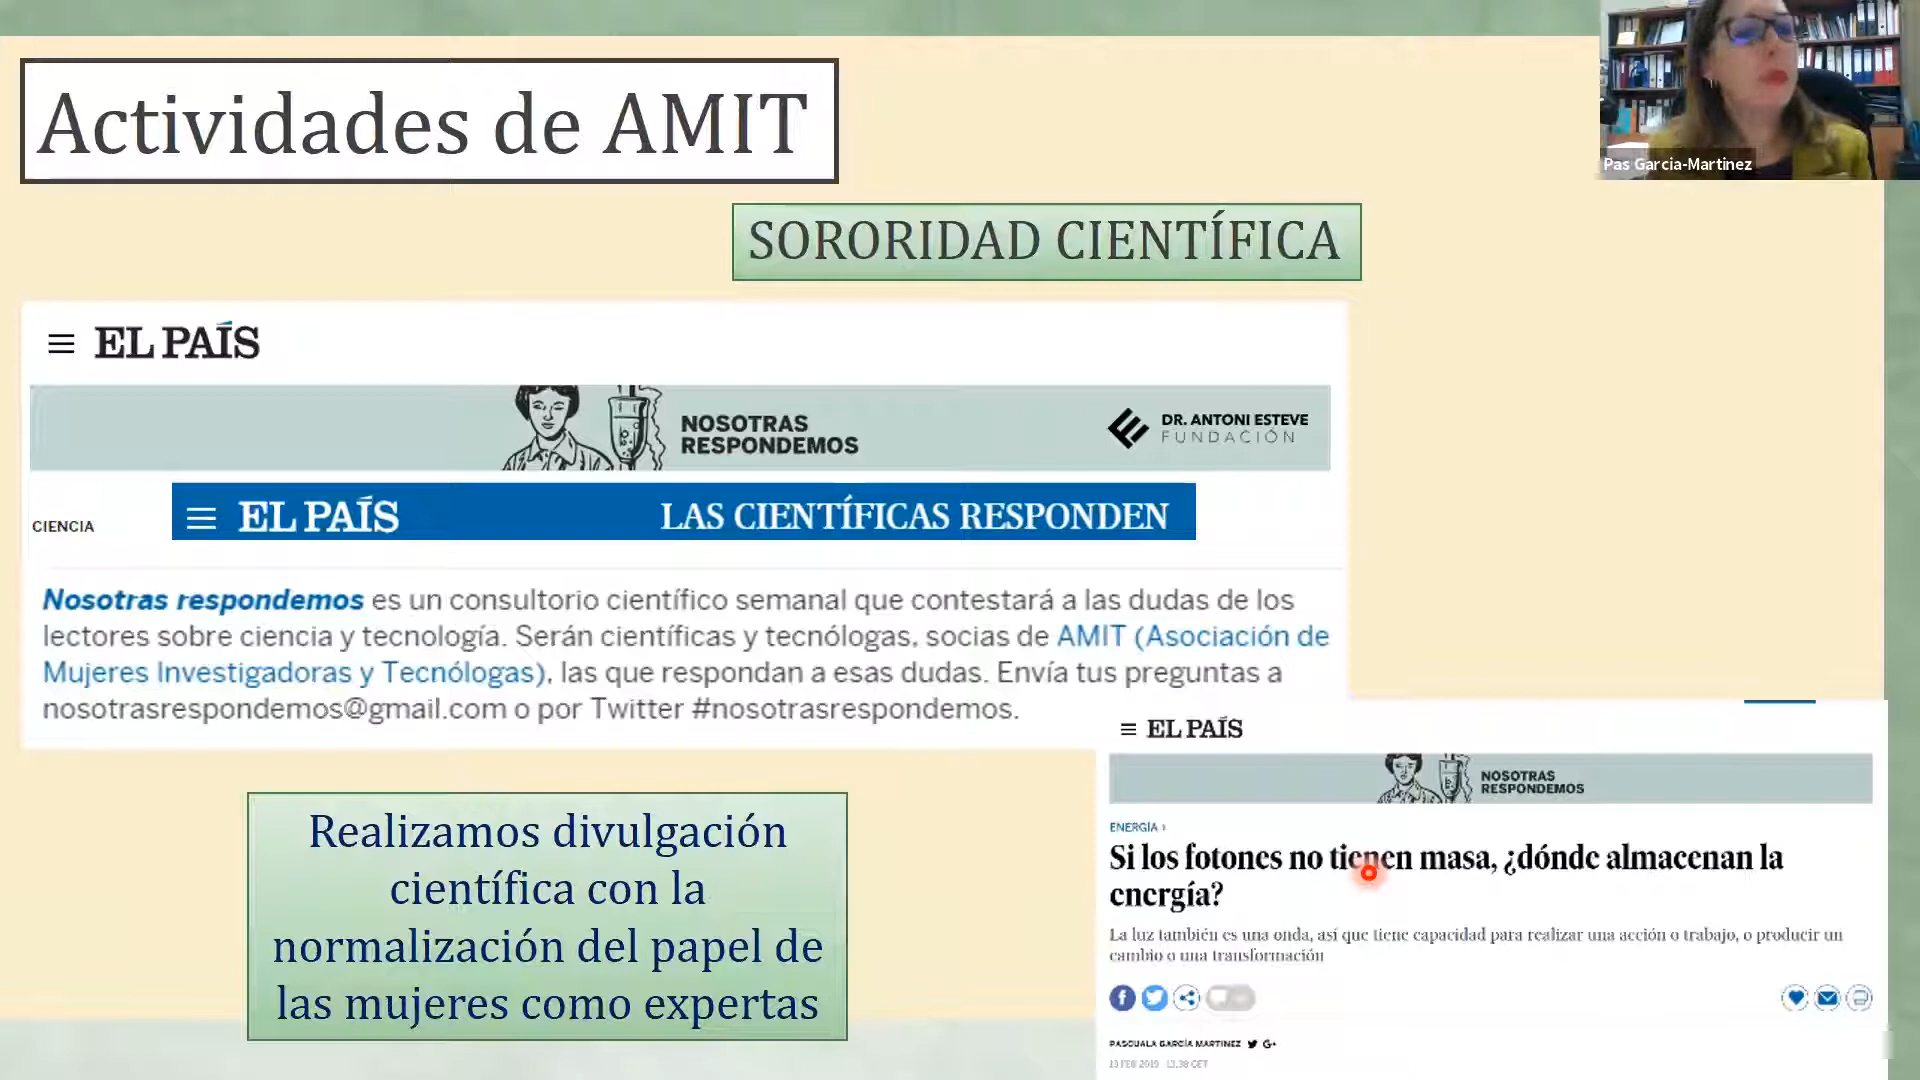 Actividades de AMIT
Pas Garcia-Martinez
SORORIDAD CIENTÍFICA
EL PAÍS
NOSOTRAS
RESPONDEMOS
DR. ANTONI ESTEVE
FUNDACIÓN
CIENCIA
EL PAÍS
LAS CIENTÍFICAS RESPONDEN
Nosotras respondemos es un consultorio científico semanal que contestará a las dudas de los
lectores sobre ciencia y tecnología. Serán científicas y tecnólogas, socias de AMIT (Asociación de
Mujeres Investigadoras y Tecnólogas), las que respondan a esas dudas. Envía tus preguntas a
nosotrasrespondemos@gmail.com o por Twitter #nosotrasrespondemos.
Realizamos divulgación
científica con la
normalización del papel de
las mujeres como expertas
EL PAÍS
NOSOTRAS
RESPONDEMOS
ENERGÍA ›
Si los fotones no tienen masa, ¿dónde almacenan la
energía?
La luz también es una onda, así que tiene capacidad para realizar una acción o trabajo, o producir un
cambio o una transformación
PASCUALA GARCÍA MARTÍNEZ
FEB 2019
CET